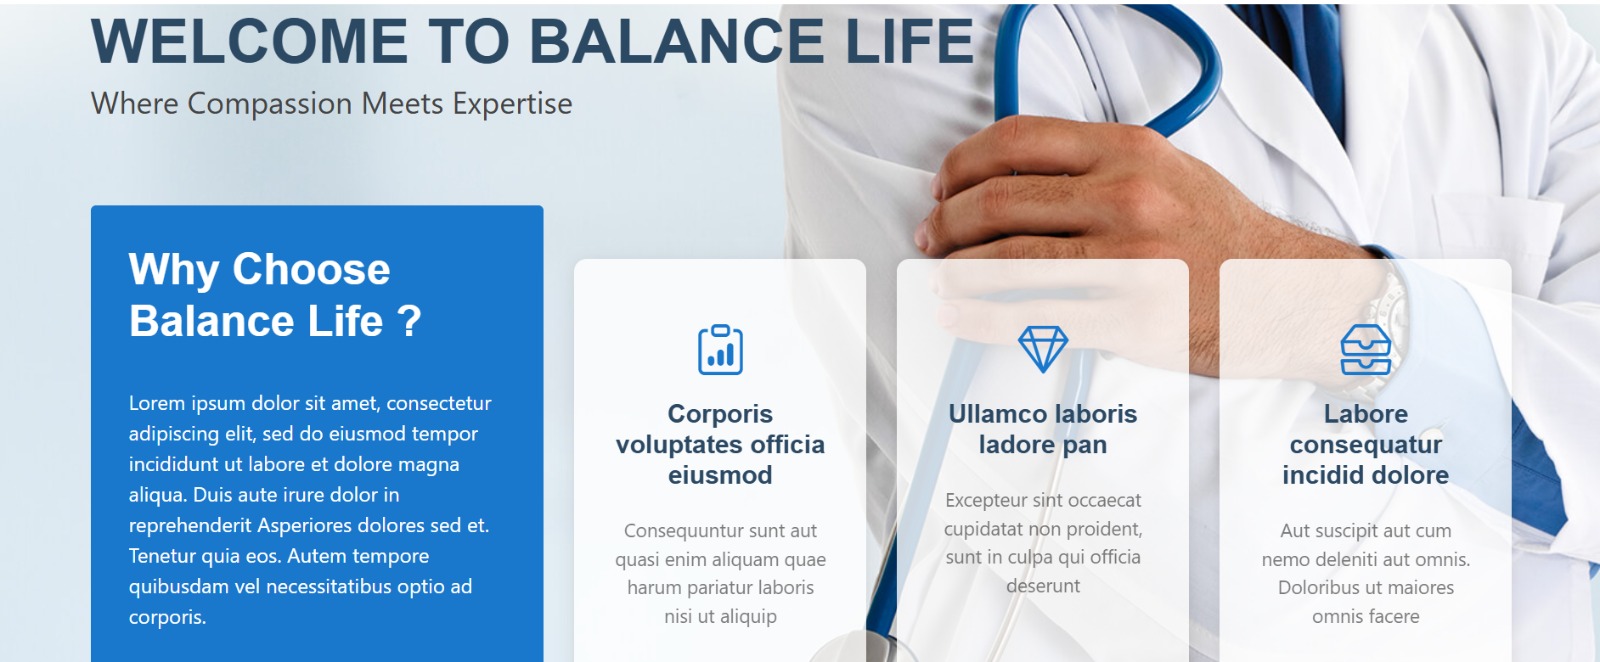 WELCOME TO BALANCE LIFE
Where Compassion Meets Expertise
Why Choose
Balance Life ?
Lorem ipsum dolor sit amet, consectetur
adipiscing elit, sed do eiusmod tempor
incididunt ut labore et dolore magna
aliqua. Duis aute irure dolor in
reprehenderit Asperiores dolores sed et.
Tenetur quia eos. Autem tempore
quibusdam vel necessitatibus optio ad
corporis.
Corporis
voluptates officia
eiusmod
Consequuntur sunt aut
quasi enim aliquam quae
harum pariatur laboris
nisi ut aliquip
Ullamco laboris
ladore pan
Excepteur sint occaecat
cupidatat non proident,
sunt in culpa qui officia
deserunt
Labore
consequatur
incidid dolore
Aut suscipit aut cum
nemo deleniti aut omnis.
Doloribus ut maiores
omnis facere